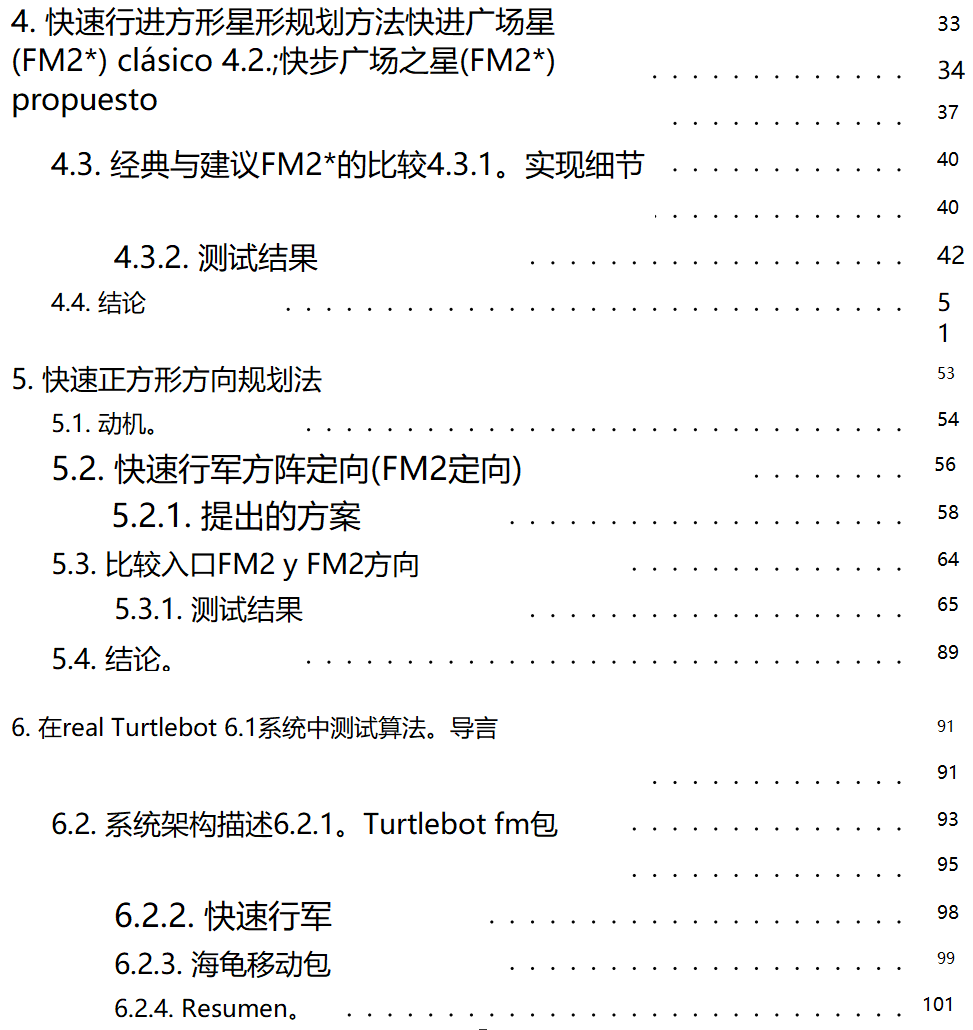 4. 快速行进方形星形规划方法快进广场星 33
(FM2*) clásico 4.2.;快步广场之星(FM2*) . . . . . . . . . . . . . 34
propuesto . . . . . . . . . . . . 37
4.3. 经典与建议FM2*的比较4.3.1。实现细节 . . . . . . . . . . . . 40
. . . . . . . . . . . . . 40
4.3.2. 测试结果 . . . . . . . . . . . . . . . . . . . 42
4.4. 结论 . . . . . . . . . . . . . . . . . . . . . . . . . . . . . . . 5
1
5. 快速正方形方向规划法 53
5.1. 动机。 . . . . . . . . . . . . . . . . . . . . . . . . . . . . . . 54
5.2. 快速行军方阵定向(FM2定向) . . . . . . . . 56
5.2.1. 提出的方案 . . . . . . . . . . . . . . . . . . . . 58
5.3. 比较入口FM2 y FM2方向 . . . . . . . . . . . . . . 64
5.3.1. 测试结果 . . . . . . . . . . . . . . . . . . . 65
5.4. 结论。 . . . . . . . . . . . . . . . . . . . . . . . . . . . . . . 89
6. 在real Turtlebot 6.1系统中测试算法。导言 91
. . . . . . . . . . . . . 91
6.2. 系统架构描述6.2.1。Turtlebot fm包 . . . . . . . . . . . . . . 93
. . . . . . . . . . . . . . 95
6.2.2. 快速行军 . . . . . . . . . . . . . . . . . . . . . 98
6.2.3. 海龟移动包 . . . . . . . . . . . . . . . . . . . . 99
6.2.4. Resumen。 . . . . . . . . . . . . . . . . . . . . . . . . . . . . 101